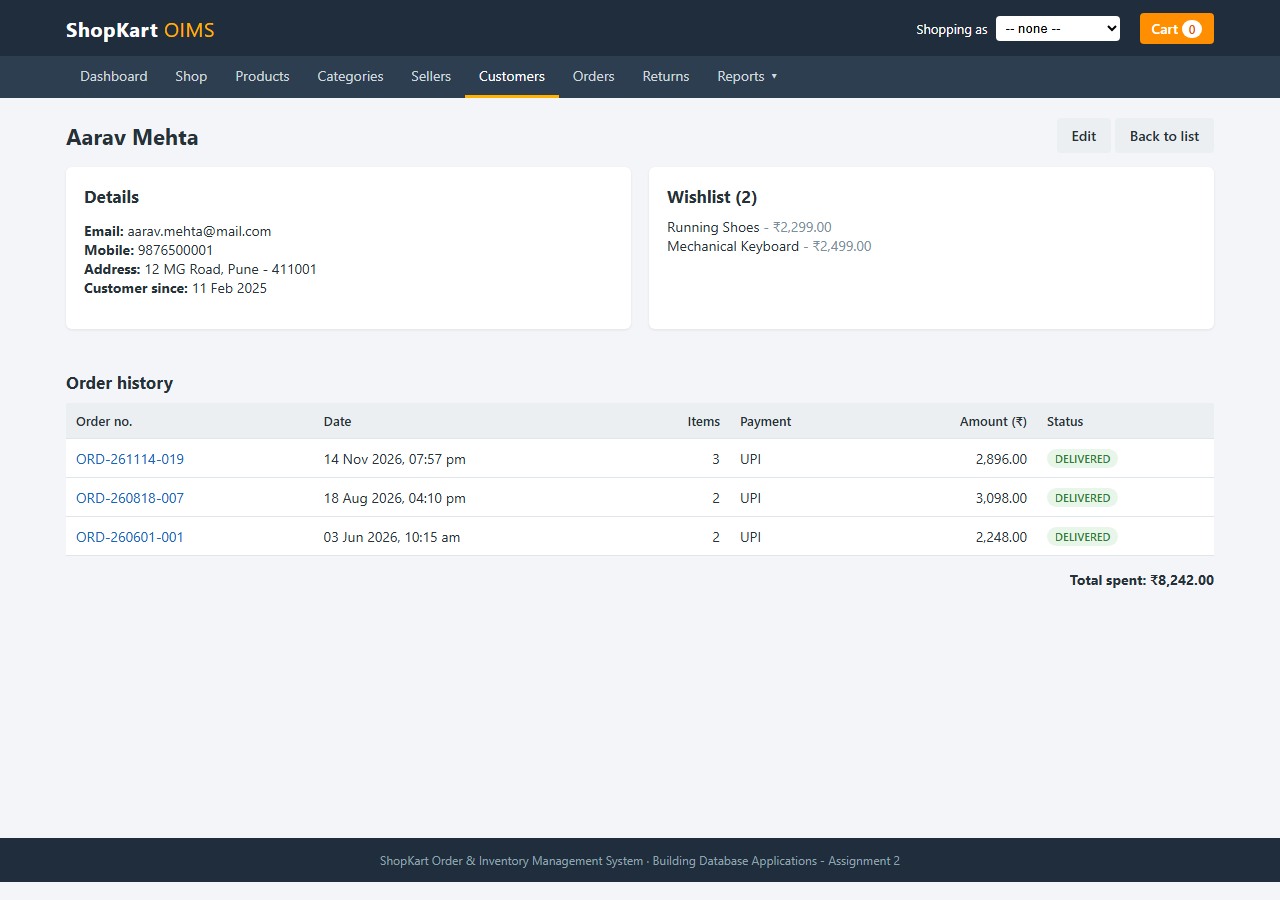 ShopKart OIMS
Shopping as -- none -- Cart 0
Dashboard Shop Products Categories Sellers Customers Orders Returns Reports ▾
Aarav Mehta
Edit Back to list
Details
Email: aarav.mehta@mail.com
Mobile: 9876500001
Address: 12 MG Road, Pune - 411001
Customer since: 11 Feb 2025
Wishlist (2)
Running Shoes - ₹2,299.00
Mechanical Keyboard - ₹2,499.00
Order history
Order no. Date Items Payment Amount (₹) Status
ORD-261114-019 14 Nov 2026, 07:57 pm 3 UPI 2,896.00 DELIVERED
ORD-260818-007 18 Aug 2026, 04:10 pm 2 UPI 3,098.00 DELIVERED
ORD-260601-001 03 Jun 2026, 10:15 am 2 UPI 2,248.00 DELIVERED
Total spent: ₹8,242.00
ShopKart Order & Inventory Management System · Building Database Applications - Assignment 2